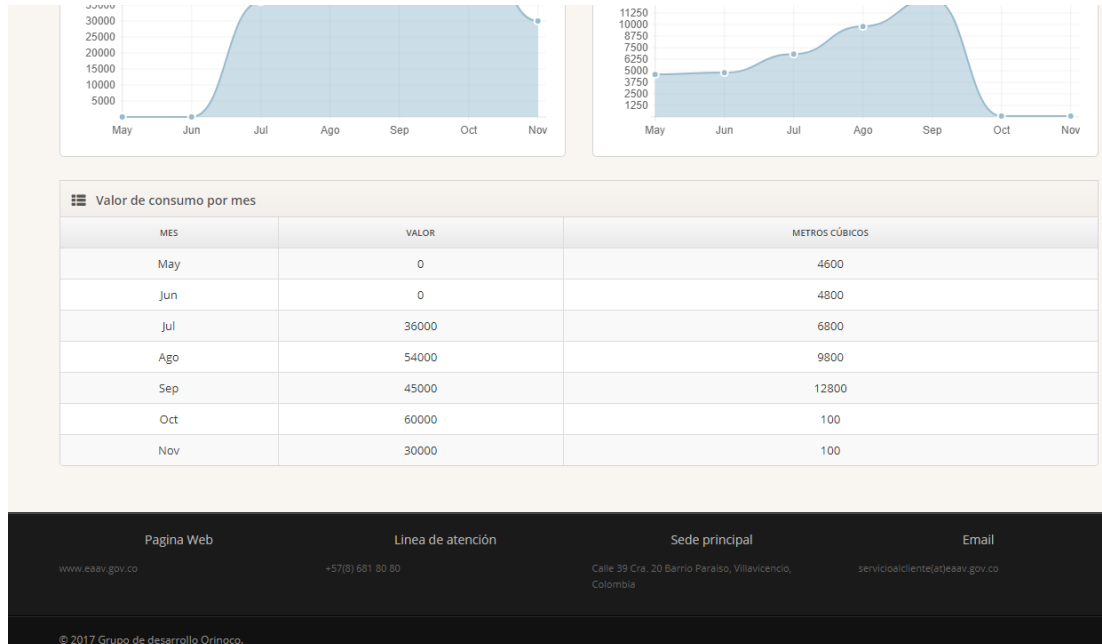 35000
30000
25000
20000
15000
10000
5000
May Jun Jul Ago Sep Oct Nov
11250
10000
8750
7500
6250
5000
3750
2500
1250
May Jun Jul Ago Sep Oct Nov
Valor de consumo por mes
MES VALOR METROS CÚBICOS
May 0 4600
Jun 0 4800
Jul 36000 6800
Ago 54000 9800
Sep 45000 12800
Oct 60000 100
Nov 30000 100
Pagina Web
www.eaav.gov.co
Linea de atención
+57(8) 681 80 80
Sede principal
Calle 39 Cra. 20 Barrio Paraiso, Villavicencio,
Colombia
Email
servicioalcliente(at)eaav.gov.co
© 2017 Grupo de desarrollo Orinoco.